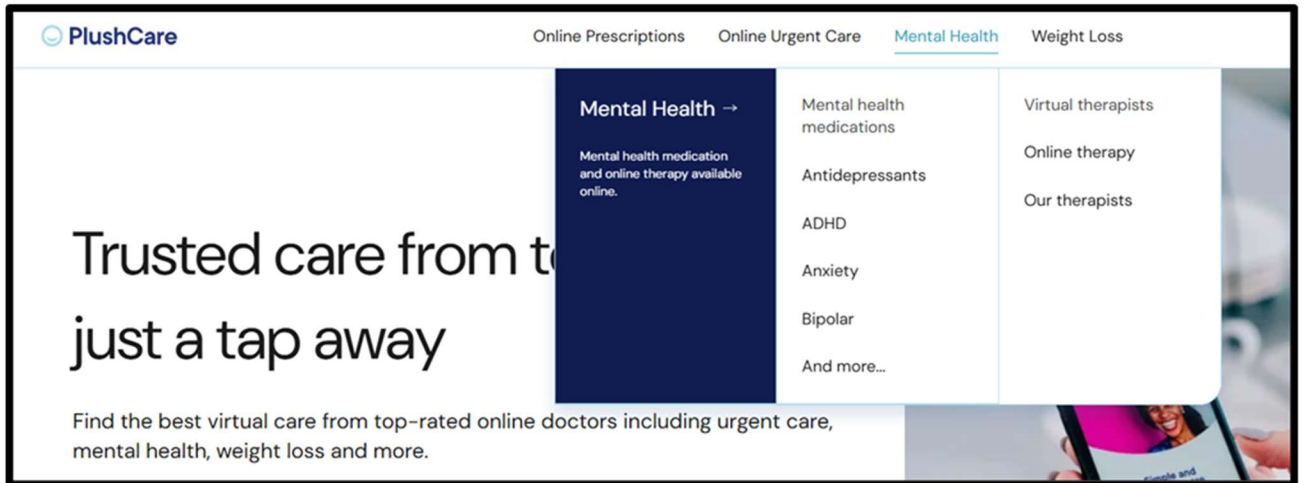 PlushCare
Online Prescriptions
Online Urgent Care
Mental Health
Weight Loss
Mental Health →
Mental health medication
and online therapy available
online.
Mental health
medications
Antidepressants
ADHD
Anxiety
Bipolar
And more...
Virtual therapists
Online therapy
Our therapists
Trusted care from
just a tap away
Find the best virtual care from top-rated online doctors including urgent care,
mental health, weight loss and more.
Simple and